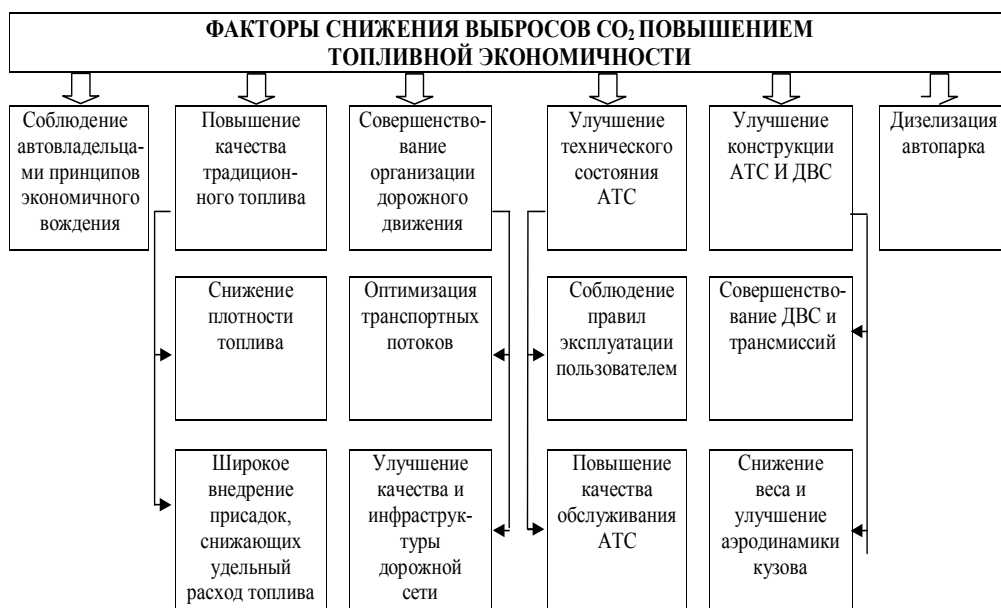 ФАКТОРЫ СНИЖЕНИЯ ВЫБРОСОВ CO₂ ПОВЫШЕНИЕМ
ТОПЛИВНОЙ ЭКОНОМИЧНОСТИ
Соблюдение
автовладельца-
ми принципов
экономичного
вождения
Повышение
качества
традицион-
ного топлива
Совершенство-
вание
организации
дорожного
движения
Улучшение
технического
состояния
АТС
Улучшение
конструкции
АТС И ДВС
Дизелизация
автопарка
Снижение
плотности
топлива
Оптимизация
транспортных
потоков
Соблюдение
правил
эксплуатации
пользователем
Совершенство-
вание ДВС и
трансмиссий
Широкое
внедрение
присадок,
снижающих
удельный
расход топлива
Улучшение
качества и
инфраструк-
туры
дорожной
сети
Повышение
качества
обслуживания
АТС
Снижение
веса и
улучшение
аэродинамики
кузова